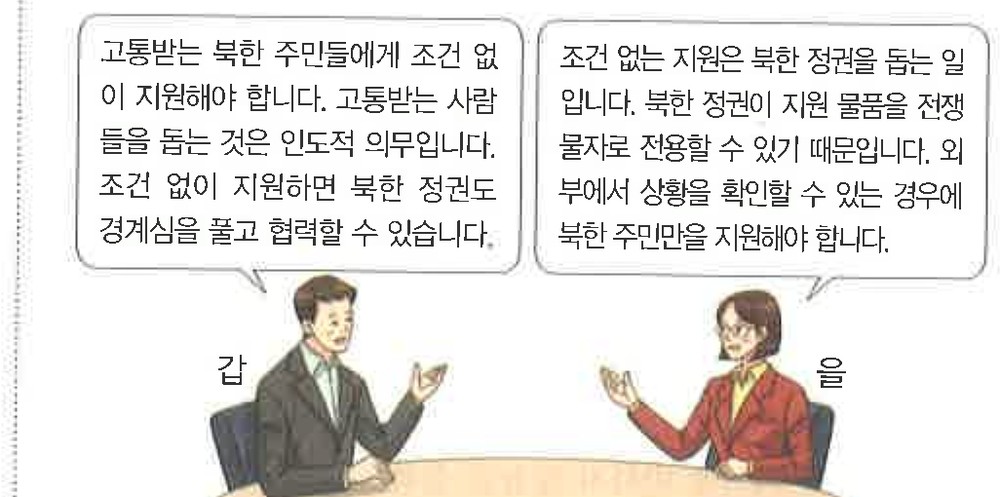 고통받는 북한 주민들에게 조건 없
이 지원해야 합니다. 고통받는 사람
들을 돕는 것은 인도적 의무입니다.
조건 없이 지원하면 북한 정권도
경계심을 풀고 협력할 수 있습니다.
조건 없는 지원은 북한 정권을 돕는 일
입니다. 북한 정권이 지원 물품을 전쟁
물자로 전용할 수 있기 때문입니다. 외
부에서 상황을 확인할 수 있는 경우에
북한 주민만을 지원해야 합니다.
갑
을